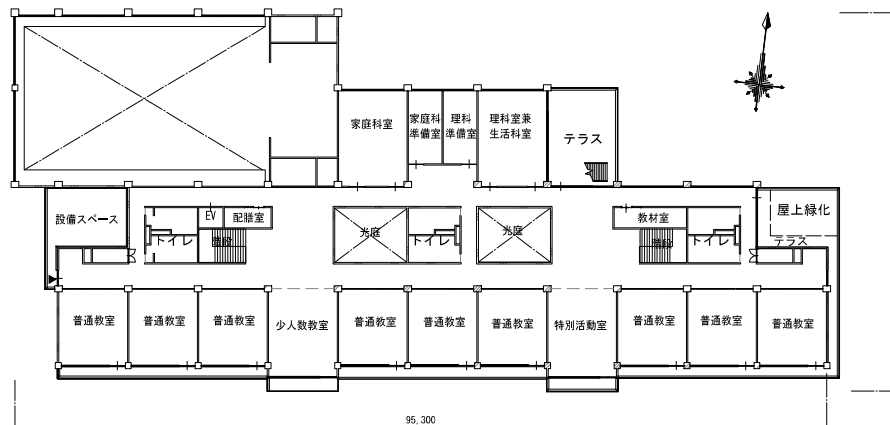 家庭科室
家庭科
準備室
理科
準備室
理科室兼
生活科室
テラス
設備スペース
EV
配膳室
トイレ
階段
光庭
トイレ
光庭
教材室
階段
トイレ
屋上緑化
テラス
普通教室
普通教室
普通教室
少人数教室
普通教室
普通教室
普通教室
特別活動室
普通教室
普通教室
普通教室
95,300